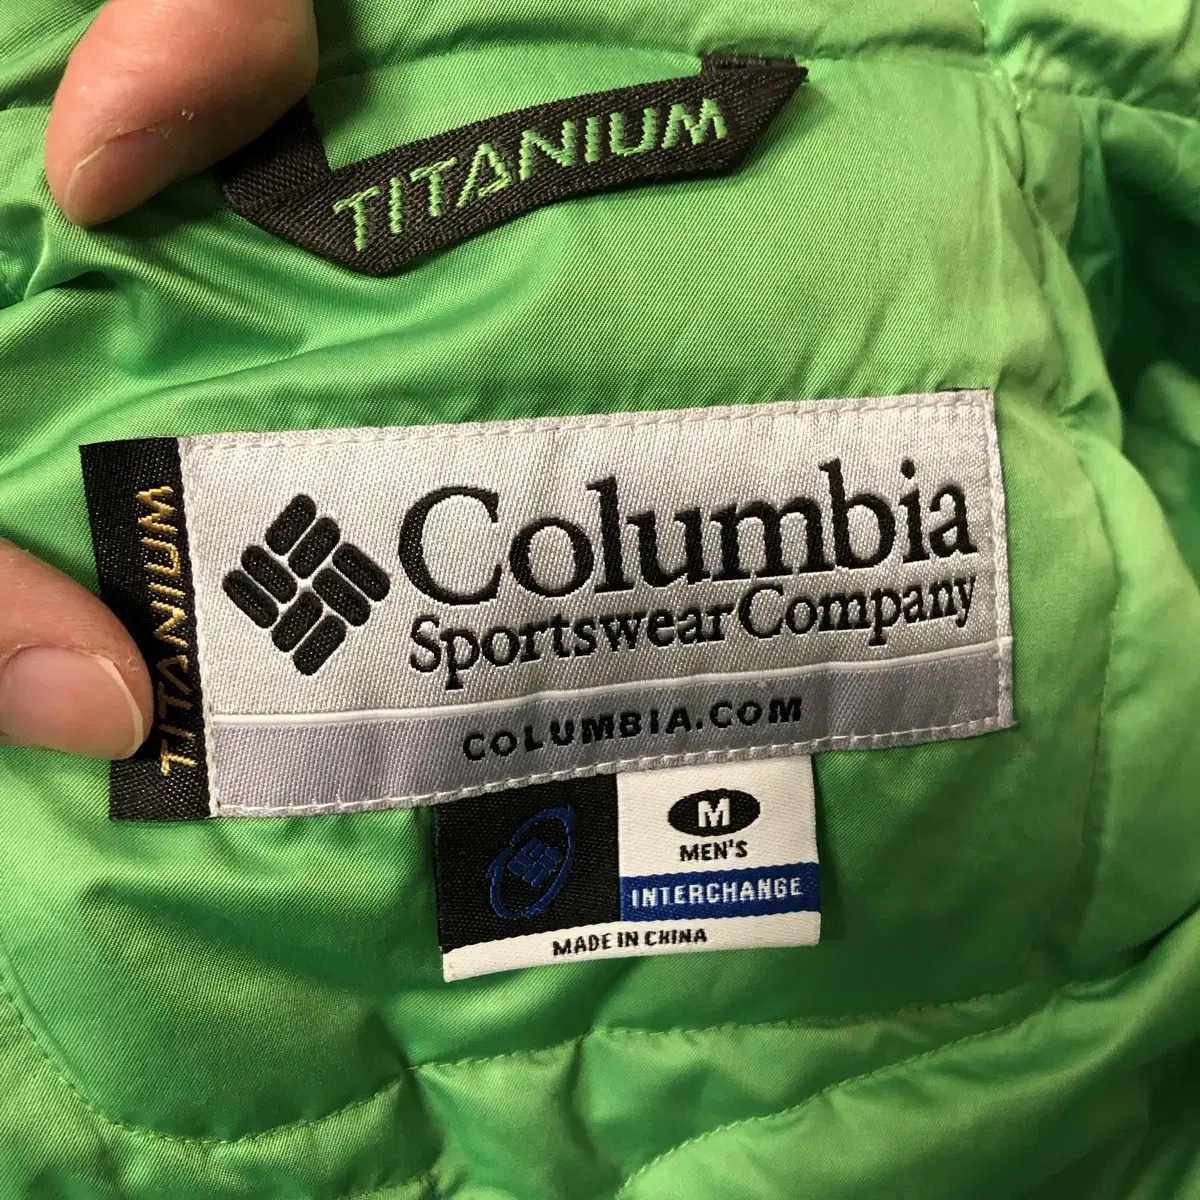 TITANIUM
TITANIUM
Columbia
Sportswear Company
COLUMBIA.COM
M
MEN'S
INTERCHANGE
MADE IN CHINA